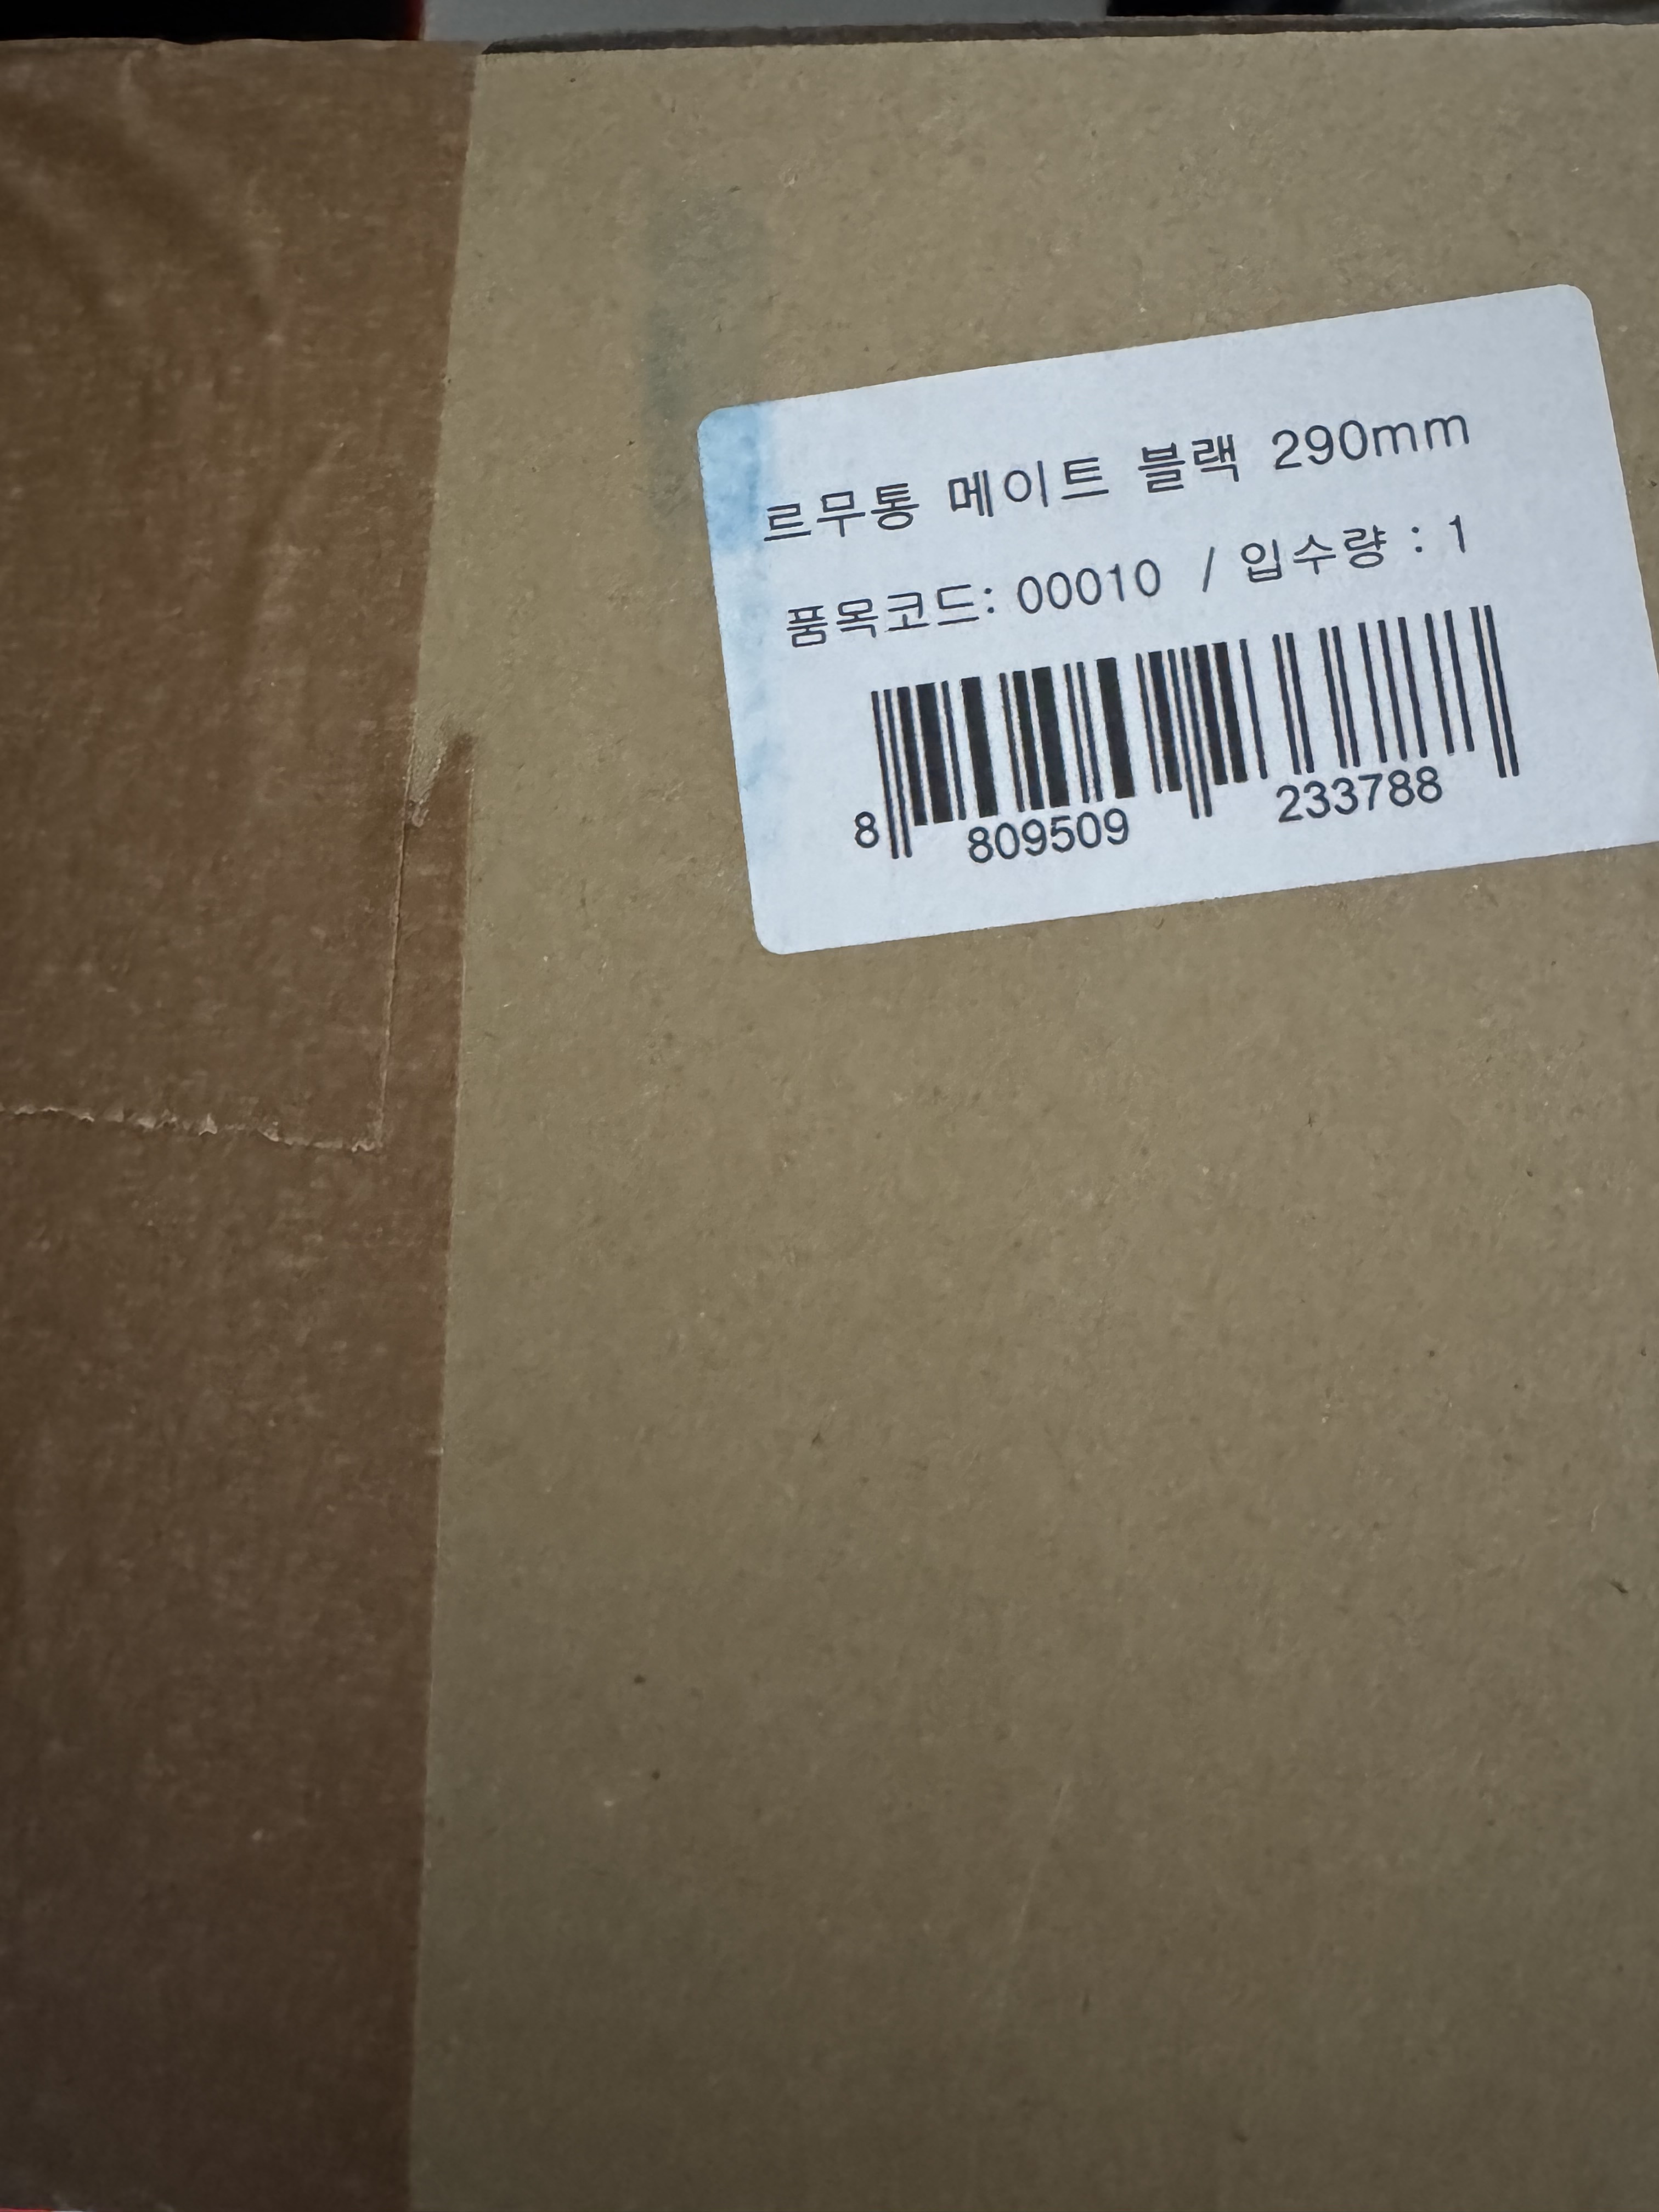 르무통 메이트 블랙 290mm
품목코드: 00010 / 입수량 : 1
8 809509 233788